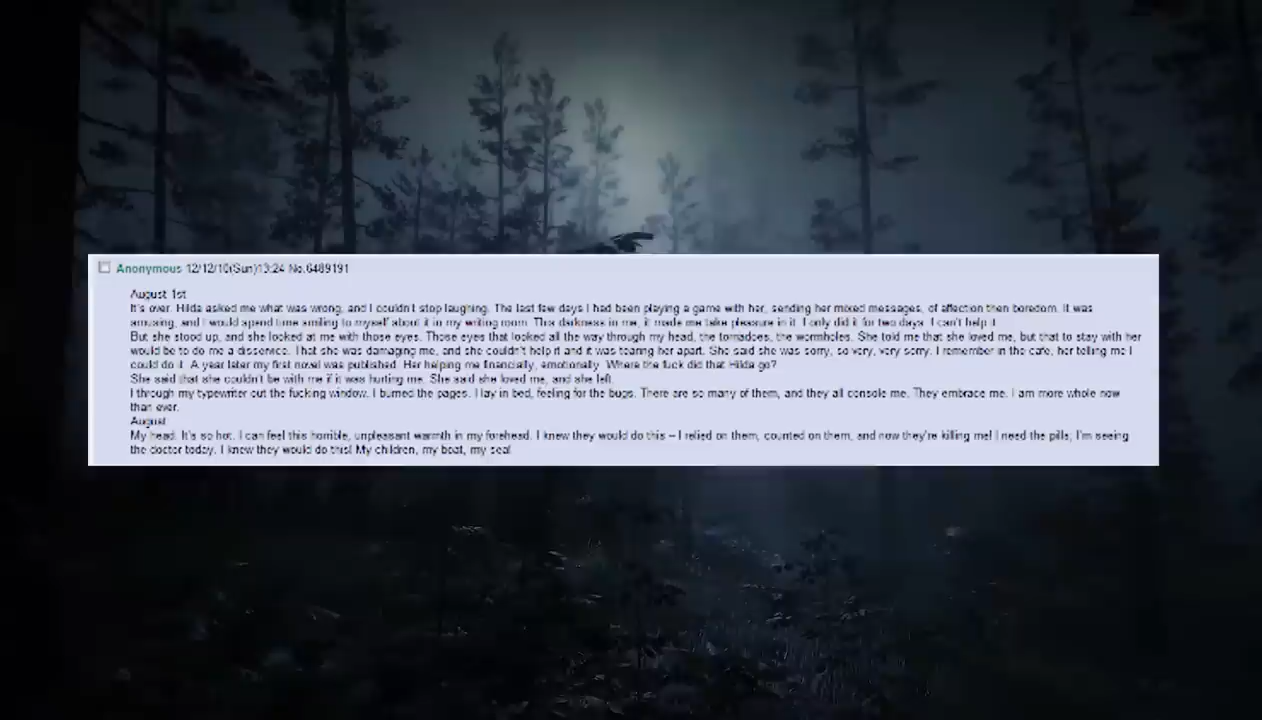 Anonymous 12/12/10(Sun)13:24 No.6489191
August 1st
It's over. Hilda asked me what was wrong, and I couldn't stop laughing. The last few days I had been playing a game with her, sending her mixed messages, of affection then boredom. It was
amusing, and I would spend time smiling to myself about it in my writing room. This darkness in me, it made me take pleasure in it. I only did it for two days. I can't help it.
But she stood up, and she looked at me with those eyes. Those eyes that looked all the way through my head, the tornadoes, the wormholes. She told me that she loved me, but that to stay with her
would be to do me a disservice. That she was damaging me, and she couldn't help it and it was tearing her apart. She said she was sorry, so very, very sorry. I remember in the cafe, her telling me I
could do it. A year later my first novel was published. Her helping me financially, emotionally. Where the fuck did that Hilda go?
She said that she couldn't be with me if it was hurting me. She said she loved me, and she left.
I through my typewriter out the fucking window. I burned the pages. I lay in bed, feeling for the bugs. There are so many of them, and they all console me. They embrace me. I am more whole now
than ever.
August
My head. It's so hot. I can feel this horrible, unpleasant warmth in my forehead. I knew they would do this – I relied on them, counted on them, and now they're killing me! I need the pills, I'm seeing
the doctor today. I knew they would do this! My children, my boat, my sea!